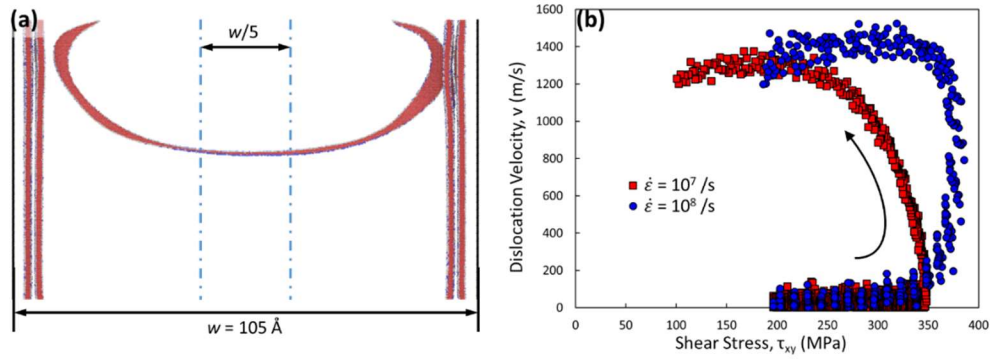 (a)
w/5
w = 105 Å
(b)
1600
1400
1200
1000
800
600
400
200
0
Dislocation Velocity, v (m/s)
ε̇ = 10⁷ /s
ε̇ = 10⁸ /s
0 50 100 150 200 250 300 350 400
Shear Stress, τxy (MPa)